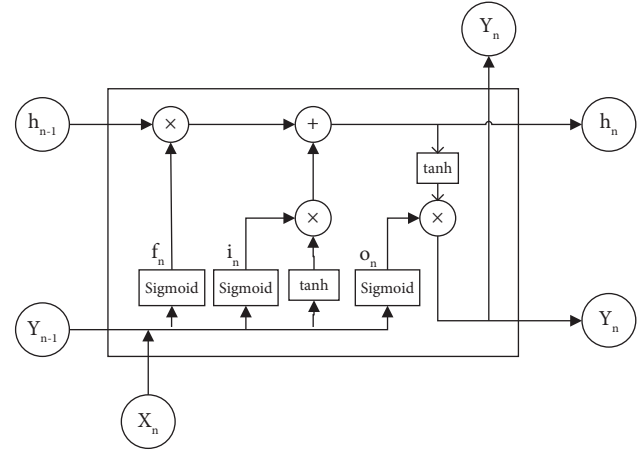 Yₙ
hₙ₋₁
×
+
hₙ
tanh
×
×
fₙ
iₙ
oₙ
Sigmoid
Sigmoid
tanh
Sigmoid
Yₙ₋₁
Yₙ
Xₙ